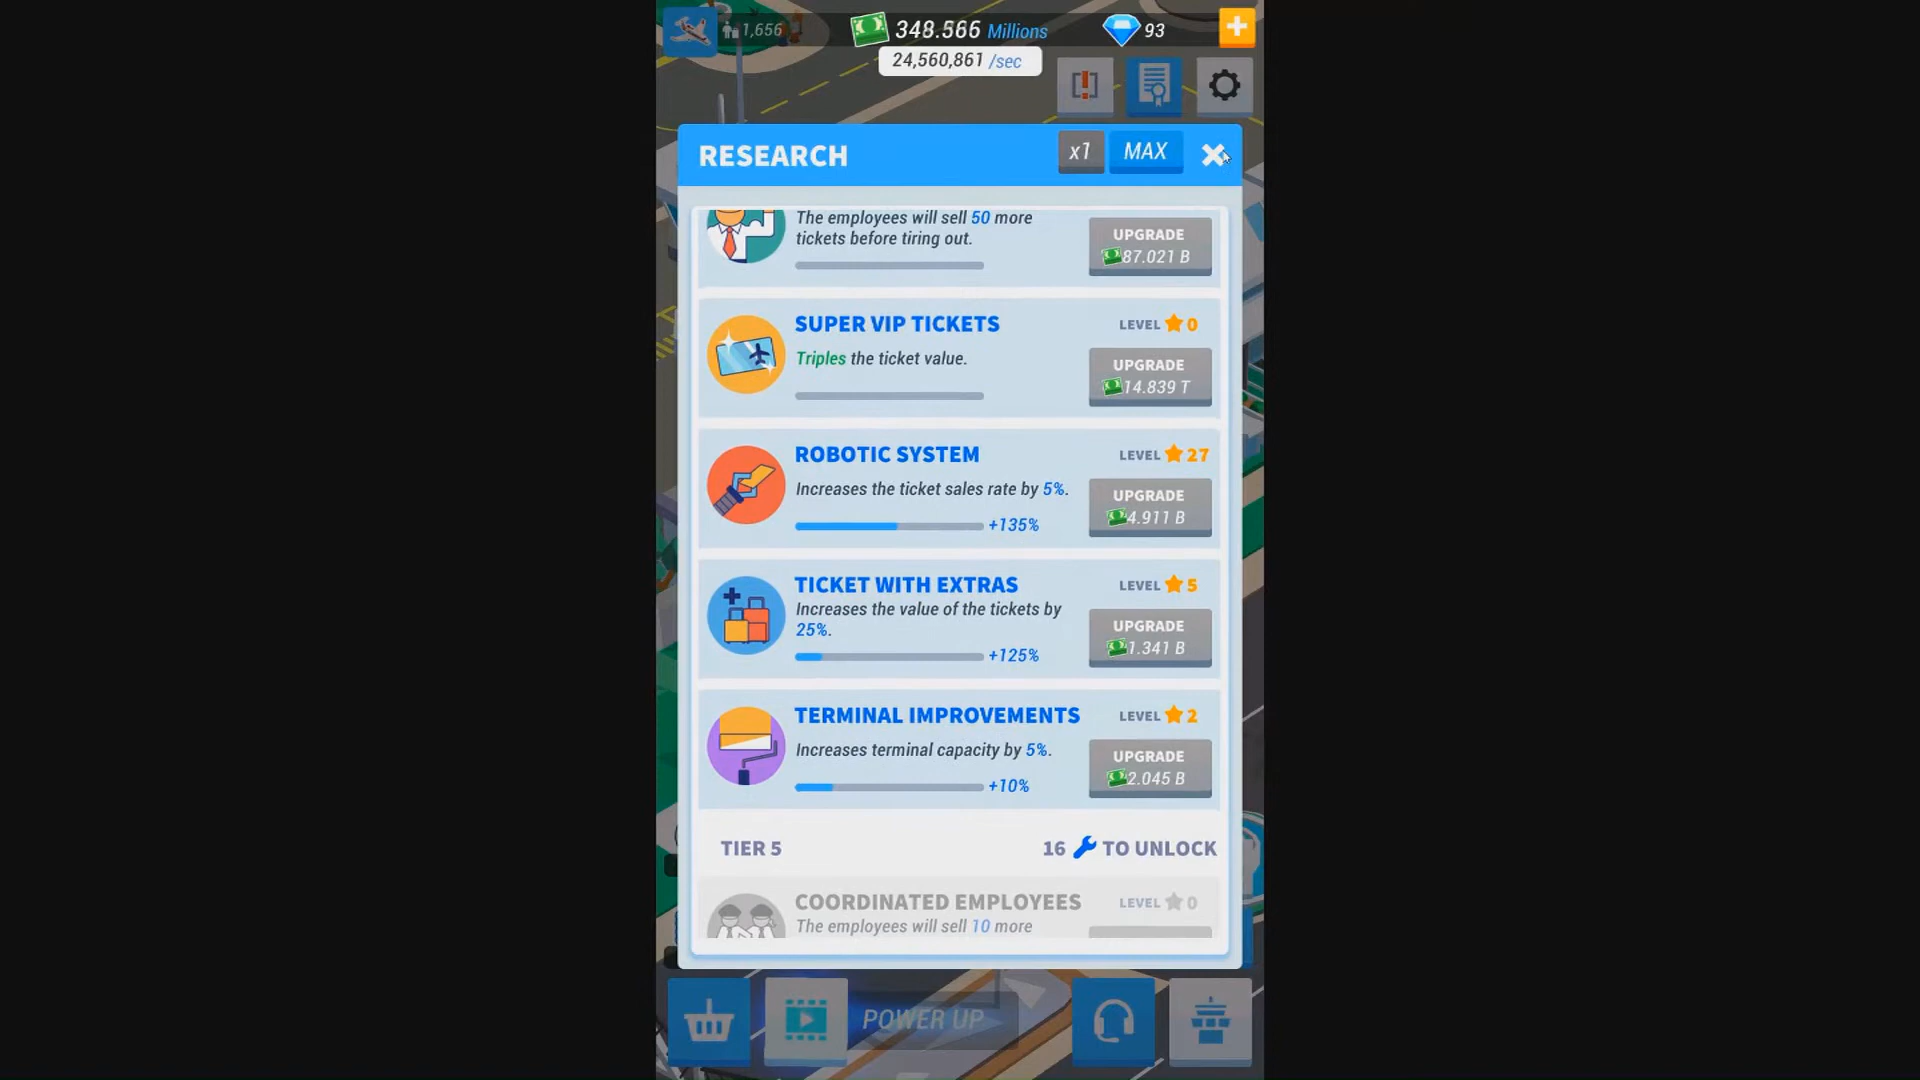 1,656
348.566 Millions
93
24,560,861 /sec
RESEARCH
x1
MAX
The employees will sell 50 more
tickets before tiring out.
UPGRADE
87.021 B
SUPER VIP TICKETS
LEVEL 0
Triples the ticket value.
UPGRADE
14.839 T
ROBOTIC SYSTEM
LEVEL 27
Increases the ticket sales rate by 5%.
UPGRADE
4.911 B
+135%
TICKET WITH EXTRAS
LEVEL 5
Increases the value of the tickets by
25%.
UPGRADE
1.341 B
+125%
TERMINAL IMPROVEMENTS
LEVEL 2
Increases terminal capacity by 5%.
UPGRADE
2.045 B
+10%
TIER 5
16 TO UNLOCK
COORDINATED EMPLOYEES
LEVEL 0
The employees will sell 10 more
POWER UP